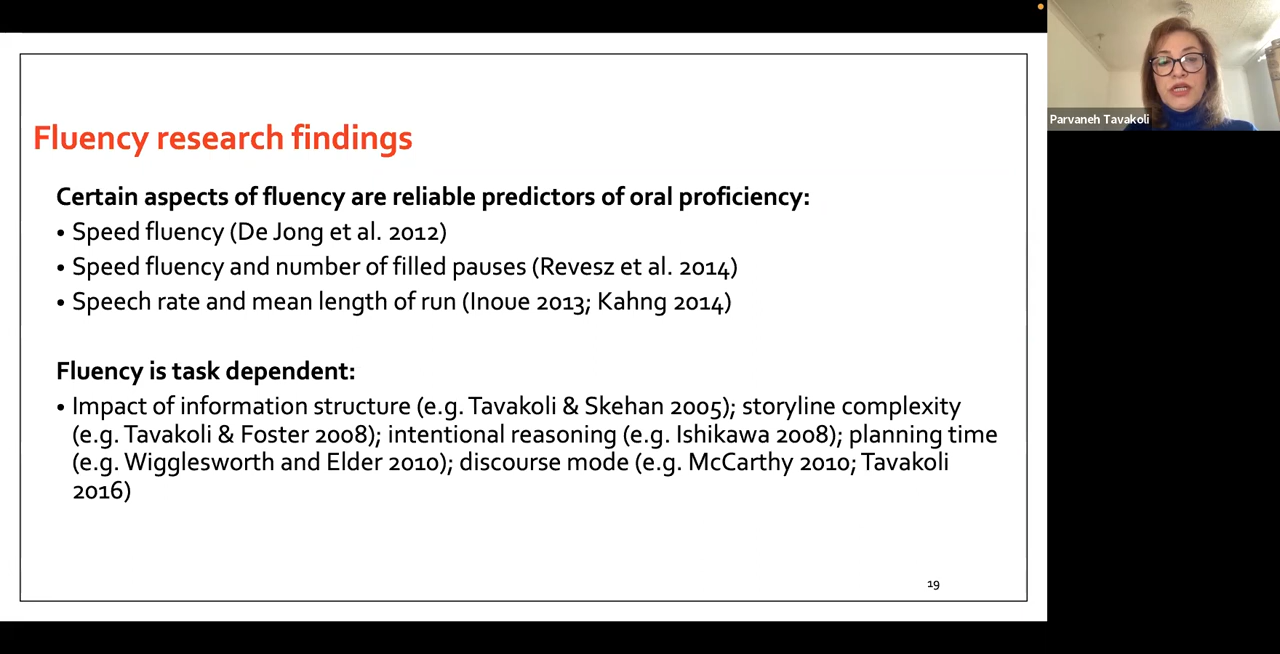 Fluency research findings
Certain aspects of fluency are reliable predictors of oral proficiency:
• Speed fluency (De Jong et al. 2012)
• Speed fluency and number of filled pauses (Revesz et al. 2014)
• Speech rate and mean length of run (Inoue 2013; Kahng 2014)
Fluency is task dependent:
• Impact of information structure (e.g. Tavakoli & Skehan 2005); storyline complexity
(e.g. Tavakoli & Foster 2008); intentional reasoning (e.g. Ishikawa 2008); planning time
(e.g. Wigglesworth and Elder 2010); discourse mode (e.g. McCarthy 2010; Tavakoli
2016)
19
Parvaneh Tavakoli